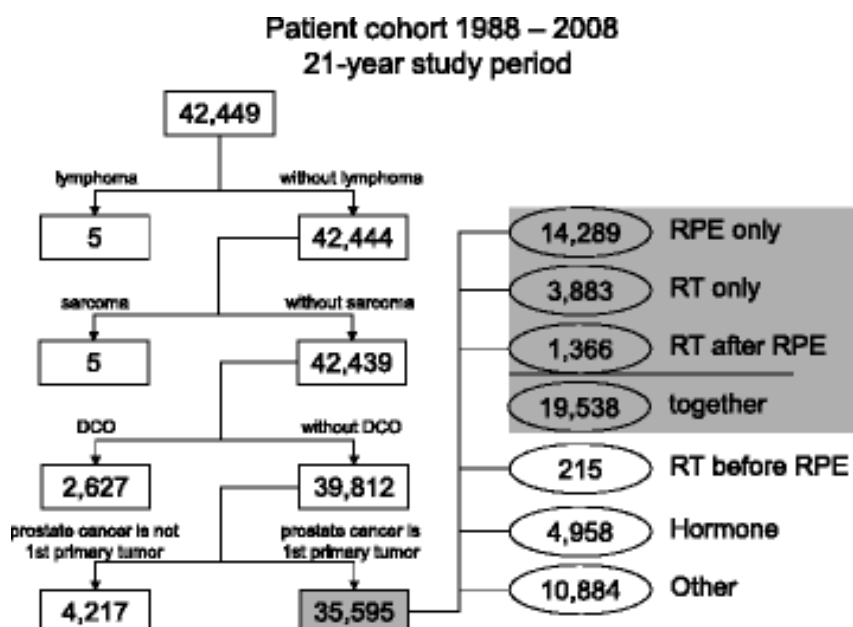 Patient cohort 1988 – 2008
21-year study period
42,449
lymphoma
without lymphoma
5
42,444
sarcoma
without sarcoma
5
42,439
DCO
without DCO
2,627
39,812
prostate cancer is not
1st primary tumor
prostate cancer is
1st primary tumor
4,217
35,595
14,289 RPE only
3,883 RT only
1,366 RT after RPE
19,538 together
215 RT before RPE
4,958 Hormone
10,884 Other